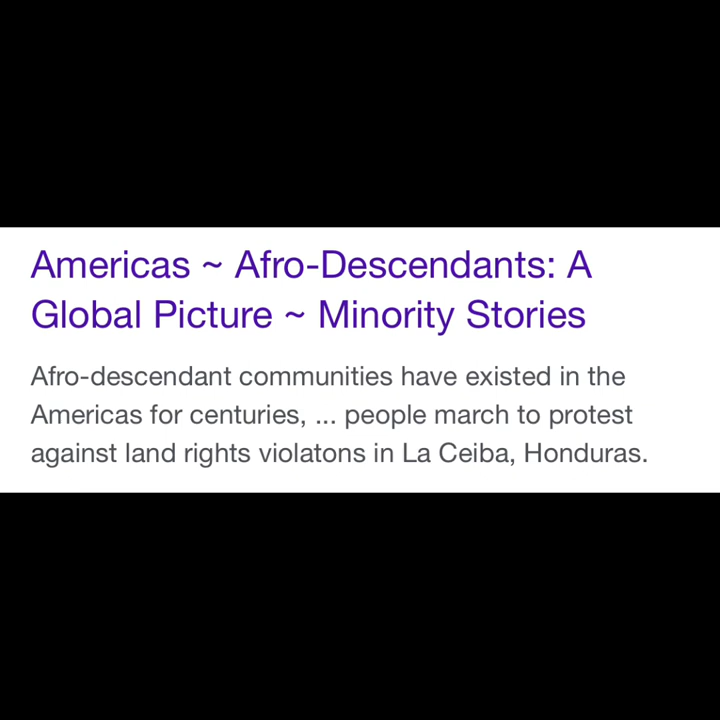 Americas ~ Afro-Descendants: A
Global Picture ~ Minority Stories
Afro-descendant communities have existed in the
Americas for centuries, ... people march to protest
against land rights violatons in La Ceiba, Honduras.